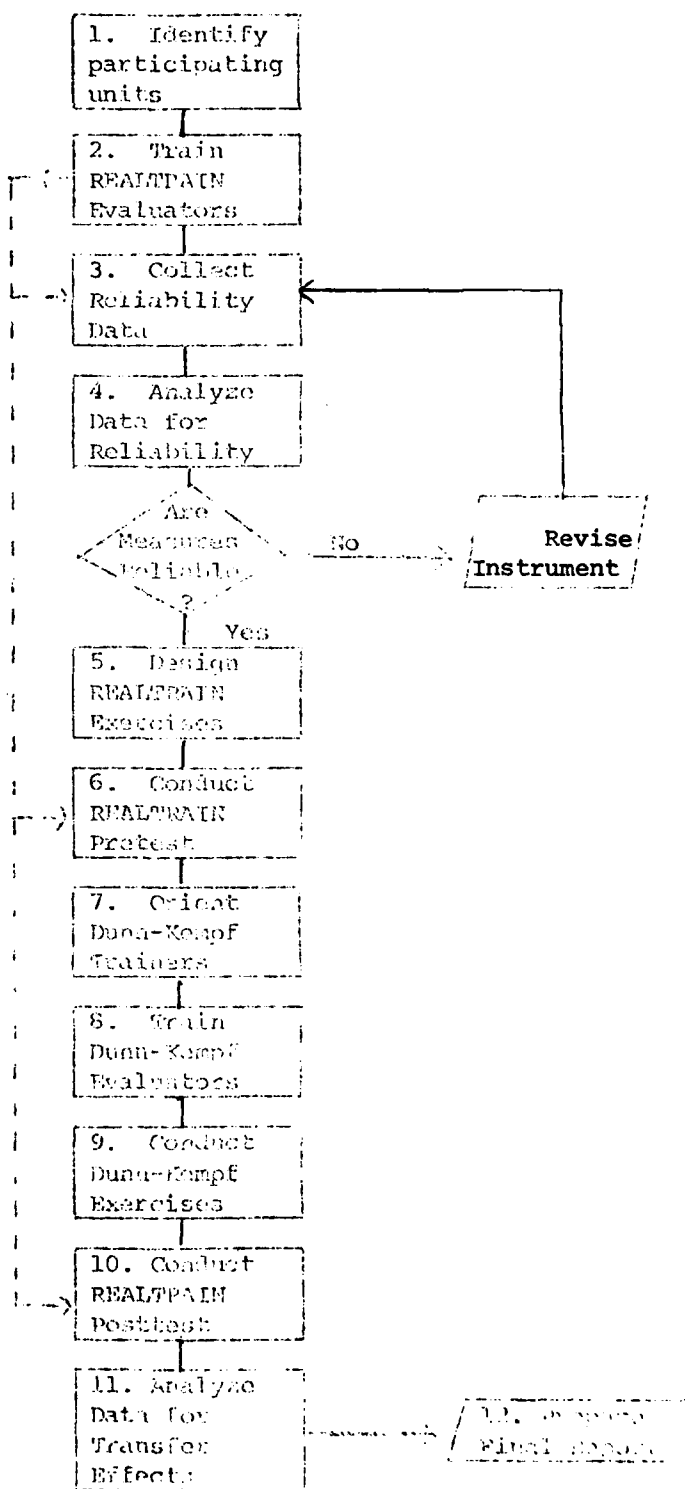 1. Identify
participating
units
2. Train
REALTRAIN
Evaluators
3. Collect
Reliability
Data
4. Analyze
Data for
Reliability
Are
Measures
Reliable
?
No
Revise
Instrument
Yes
5. Design
REALTRAIN
Exercises
6. Conduct
REALTRAIN
Pretest
7. Orient
Dunn-Kempf
Trainers
8. Train
Dunn-Kempf
Evaluators
9. Conduct
Dunn-Kempf
Exercises
10. Conduct
REALTRAIN
Posttest
11. Analyze
Data for
Transfer
Effects
12.
Final Report